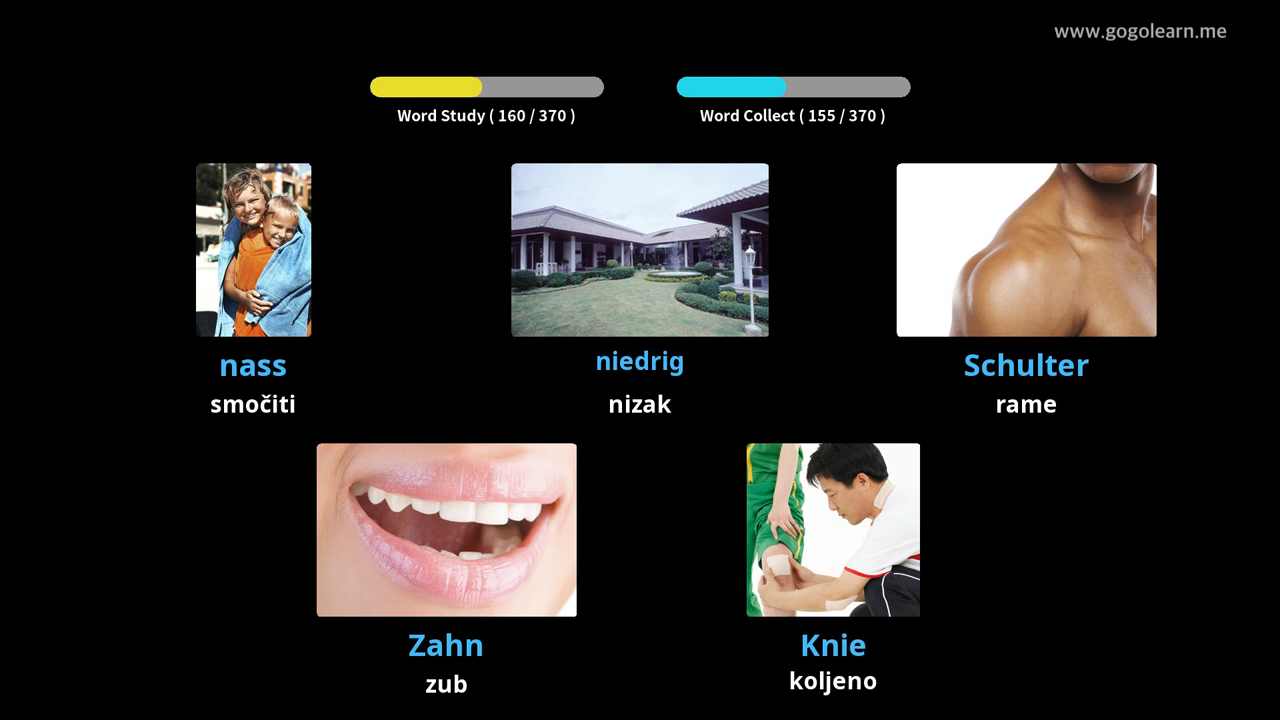 www.gogolearn.me
Word Study ( 160 / 370 )
Word Collect ( 155 / 370 )
nass
smočiti
niedrig
nizak
Schulter
rame
Zahn
zub
Knie
koljeno